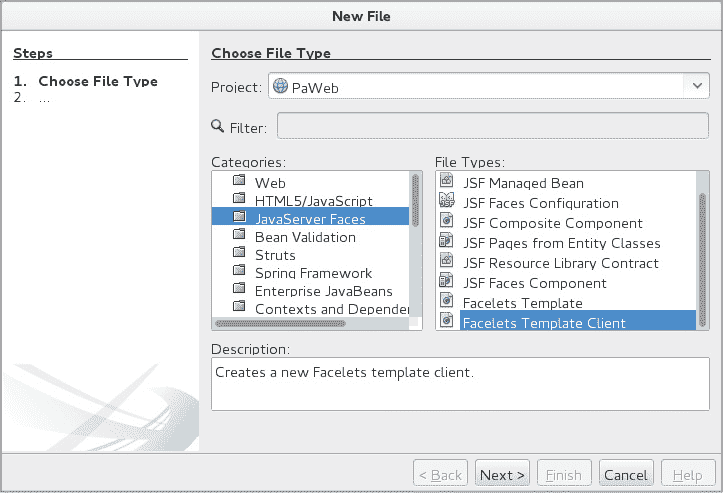 New File
Steps
1. Choose File Type
2. ...
Choose File Type
Project: PaWeb
Filter:
Categories:
Web
HTML5/JavaScript
JavaServer Faces
Bean Validation
Struts
Spring Framework
Enterprise JavaBeans
Contexts and Depender
File Types:
JSF Managed Bean
JSF Faces Configuration
JSF Composite Component
JSF Pages from Entity Classes
JSF Resource Library Contract
JSF Faces Component
Facelets Template
Facelets Template Client
Description:
Creates a new Facelets template client.
< Back Next > Finish Cancel Help